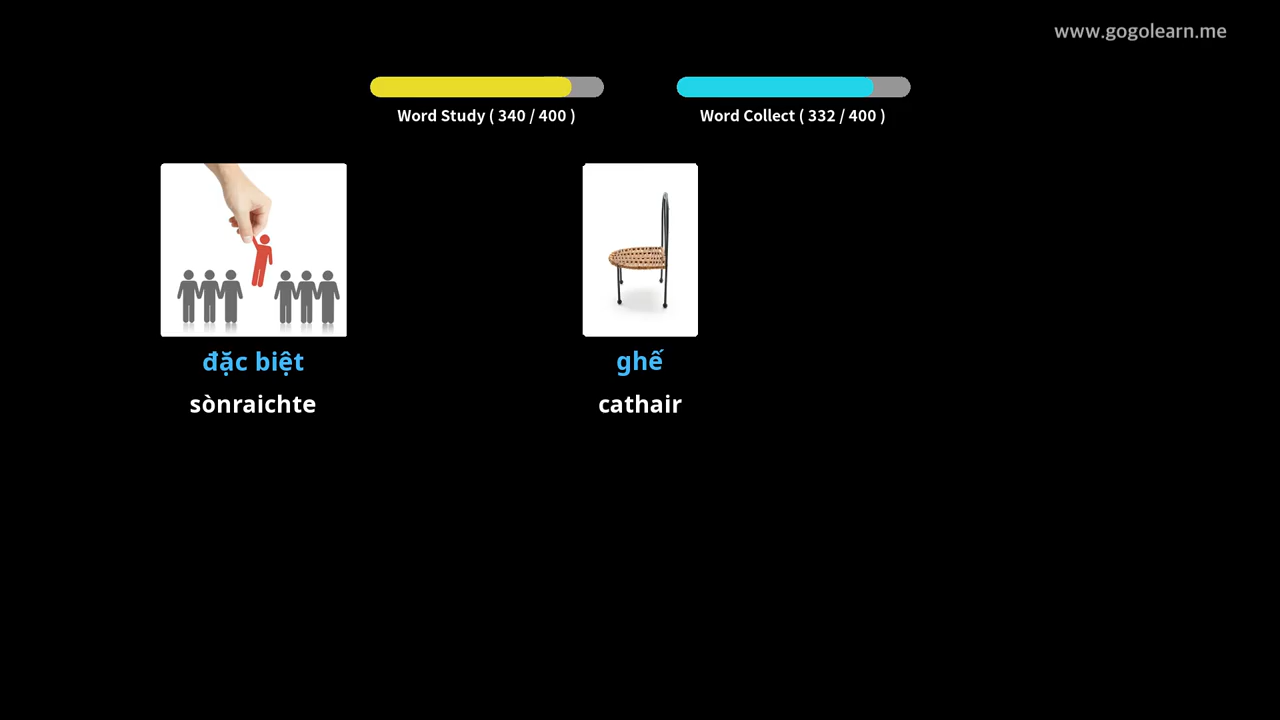 www.gogolearn.me
Word Study ( 340 / 400 )
Word Collect ( 332 / 400 )
đặc biệt
sònraichte
ghế
cathair